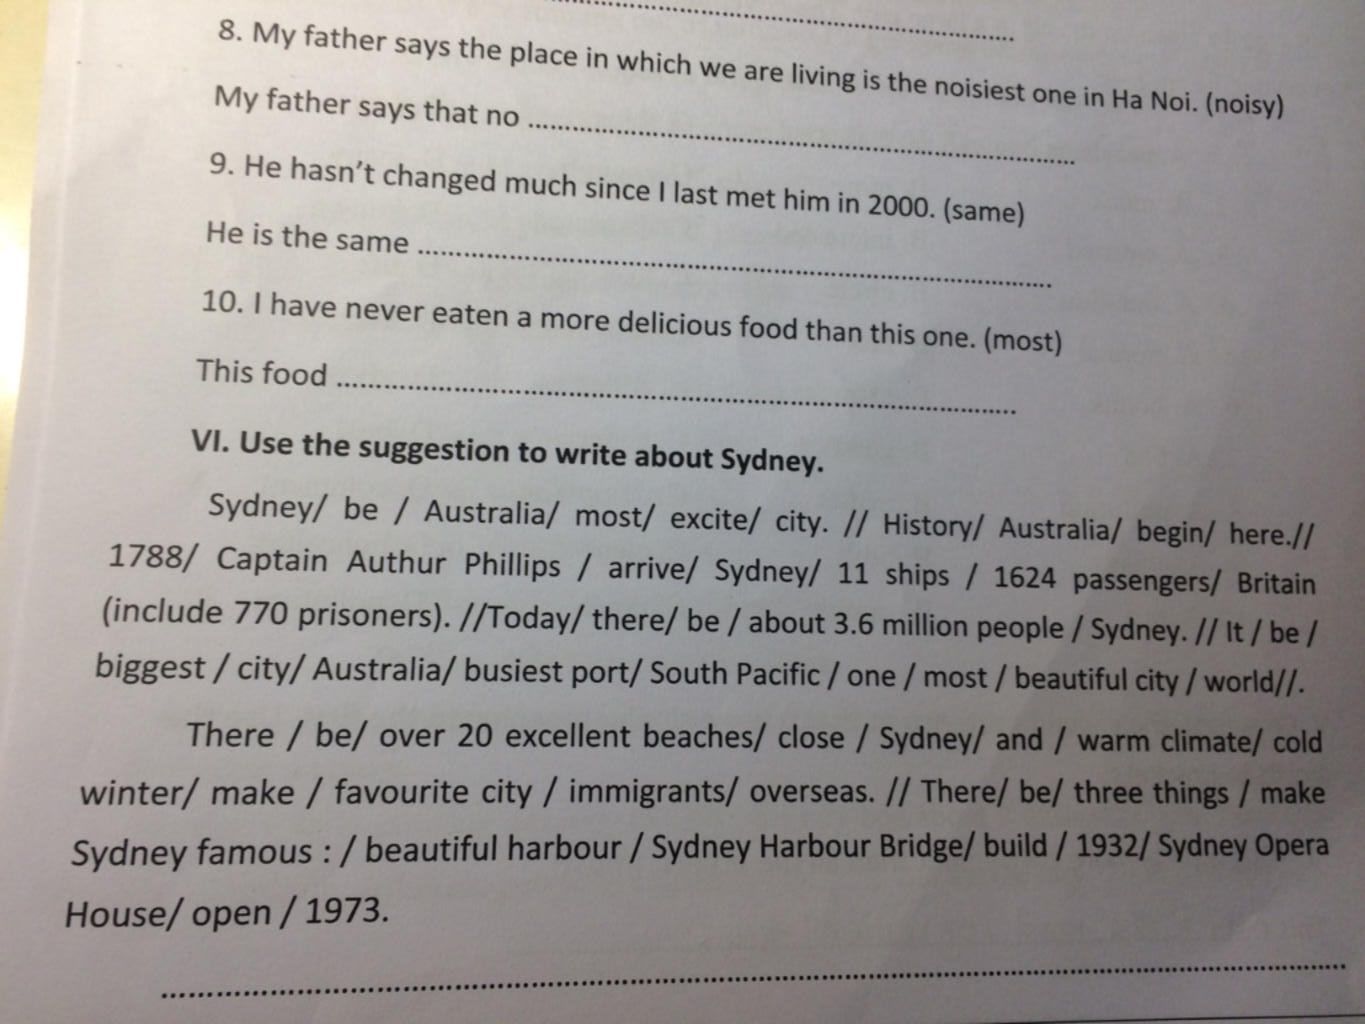 8. My father says the place in which we are living is the noisiest one in Ha Noi. (noisy)
My father says that no ................................................................
9. He hasn't changed much since I last met him in 2000. (same)
He is the same ................................................................
10. I have never eaten a more delicious food than this one. (most)
This food ................................................................
VI. Use the suggestion to write about Sydney.
Sydney/ be / Australia/ most/ excite/ city. // History/ Australia/ begin/ here.//
1788/ Captain Authur Phillips / arrive/ Sydney/ 11 ships / 1624 passengers/ Britain
(include 770 prisoners). //Today/ there/ be / about 3.6 million people / Sydney. // It / be /
biggest / city/ Australia/ busiest port/ South Pacific / one / most / beautiful city / world//.
There / be/ over 20 excellent beaches/ close / Sydney/ and / warm climate/ cold
winter/ make / favourite city / immigrants/ overseas. // There/ be/ three things / make
Sydney famous : / beautiful harbour / Sydney Harbour Bridge/ build / 1932/ Sydney Opera
House/ open / 1973.